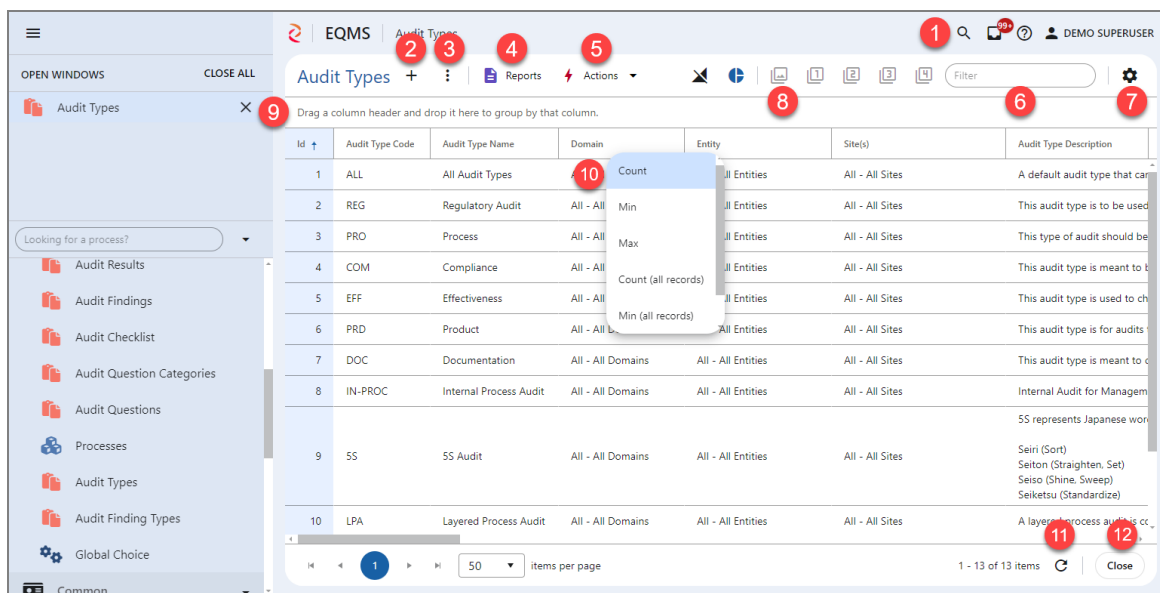 EQMS Audit Types 1 99+ DEMO SUPERUSER
2 3 4 5
OPEN WINDOWS CLOSE ALL
Audit Types Reports Actions 1 2 3 4 Filter
Audit Types
9 8 6 7
Drag a column header and drop it here to group by that column.
Id Audit Type Code Audit Type Name Domain Entity Site(s) Audit Type Description
1 ALL All Audit Types 10 All Entities All - All Sites A default audit type that can
2 REG Regulatory Audit All - All All Entities All - All Sites This audit type is to be used
3 PRO Process All - All All Entities All - All Sites This type of audit should be
4 COM Compliance All - All All Entities All - All Sites This audit type is meant to b
5 EFF Effectiveness All - All All Entities All - All Sites This audit type is used to ch
6 PRD Product All - All D All Entities All - All Sites This audit type is for audits
7 DOC Documentation All - All Domains All - All Entities All - All Sites This audit type is meant to c
8 IN-PROC Internal Process Audit All - All Domains All - All Entities All - All Sites Internal Audit for Managem
5S represents Japanese wor
9 5S 5S Audit All - All Domains All - All Entities All - All Sites
Seiri (Sort)
Seiton (Straighten, Set)
Seiso (Shine, Sweep)
Seiketsu (Standardize)
10 LPA Layered Process Audit All - All Domains All - All Entities All - All Sites A layered process audit is co
Count
Min
Max
Count (all records)
Min (all records)
Looking for a process?
Audit Results
Audit Findings
Audit Checklist
Audit Question Categories
Audit Questions
Processes
Audit Types
Audit Finding Types
Global Choice
Common
11 12
1 50 items per page 1 - 13 of 13 items Close